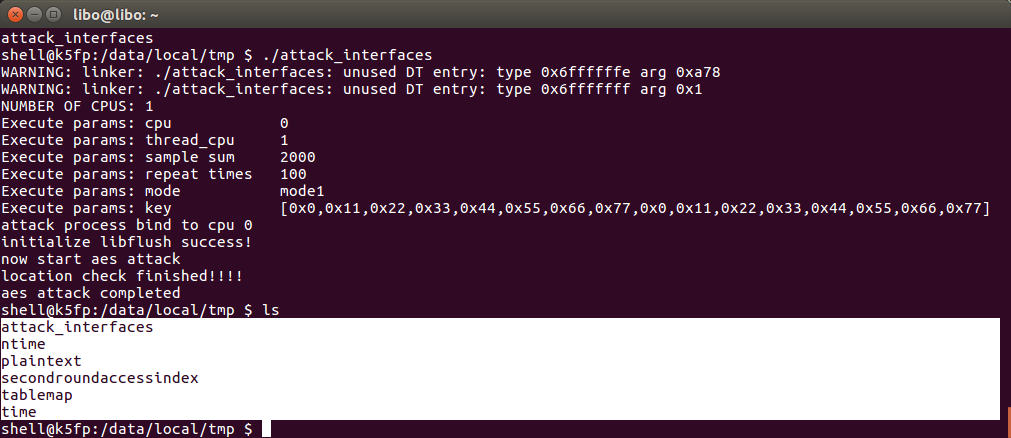 libo@libo: ~
attack_interfaces
shell@k5fp:/data/local/tmp $ ./attack_interfaces
WARNING: linker: ./attack_interfaces: unused DT entry: type 0x6ffffffe arg 0xa78
WARNING: linker: ./attack_interfaces: unused DT entry: type 0x6fffffff arg 0x1
NUMBER OF CPUS: 1
Execute params: cpu 0
Execute params: thread_cpu 1
Execute params: sample sum 2000
Execute params: repeat times 100
Execute params: mode mode1
Execute params: key [0x0,0x11,0x22,0x33,0x44,0x55,0x66,0x77,0x0,0x11,0x22,0x33,0x44,0x55,0x66,0x77]
attack process bind to cpu 0
initialize libflush success!
now start aes attack
location check finished!!!!
aes attack completed
shell@k5fp:/data/local/tmp $ ls
attack_interfaces
ntime
plaintext
secondroundaccessindex
tablemap
time
shell@k5fp:/data/local/tmp $